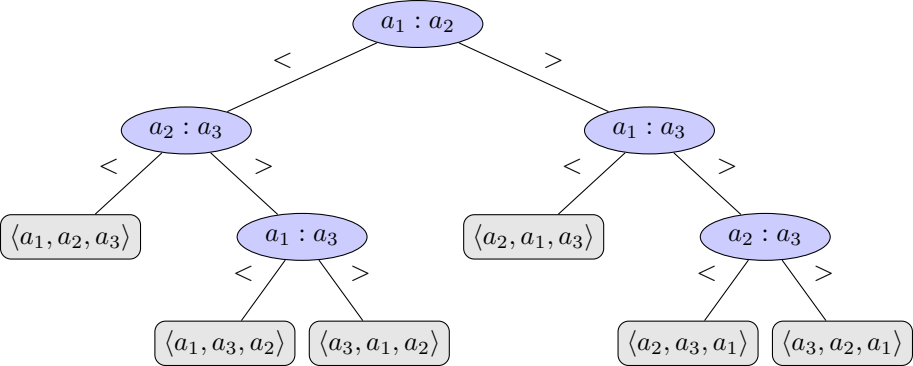 a₁ : a₂
< >
a₂ : a₃ a₁ : a₃
< > < >
⟨a₁, a₂, a₃⟩ a₁ : a₃ ⟨a₂, a₁, a₃⟩ a₂ : a₃
< > < >
⟨a₁, a₃, a₂⟩ ⟨a₃, a₁, a₂⟩ ⟨a₂, a₃, a₁⟩ ⟨a₃, a₂, a₁⟩